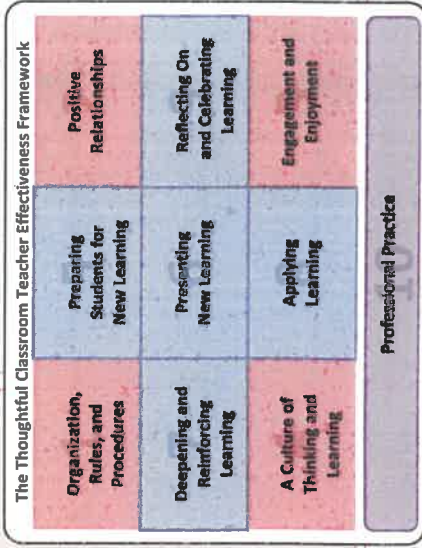 The Thoughtful Classroom Teacher Effectiveness Framework
Organization,
Rules, and
Procedures
Preparing
Students for
New Learning
Positive
Relationships
Deepening and
Reinforcing
Learning
Presenting
New Learning
Reflecting On
and Celebrating
Learning
A Culture of
Thinking and
Learning
Applying
Learning
Engagement and
Enjoyment
Professional Practice